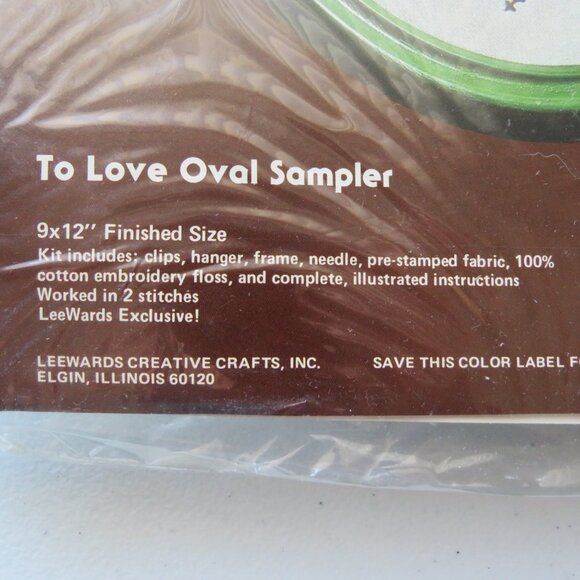 To Love Oval Sampler
9x12" Finished Size
Kit includes; clips, hanger, frame, needle, pre-stamped fabric, 100%
cotton embroidery floss, and complete, illustrated instructions
Worked in 2 stitches
LeeWards Exclusive!
LEEWARDS CREATIVE CRAFTS, INC. SAVE THIS COLOR LABEL FO
ELGIN, ILLINOIS 60120